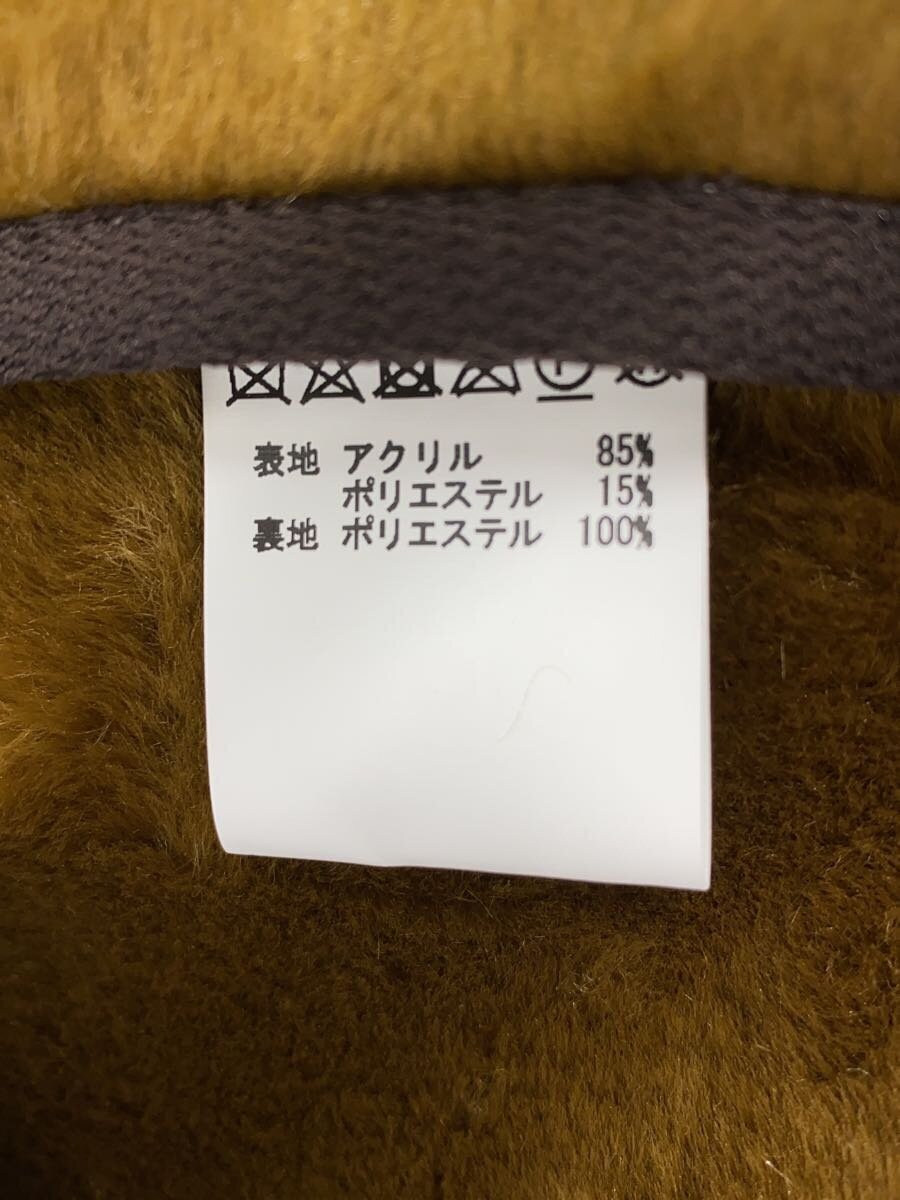 表地 アクリル 85%
ポリエステル 15%
裏地 ポリエステル 100%